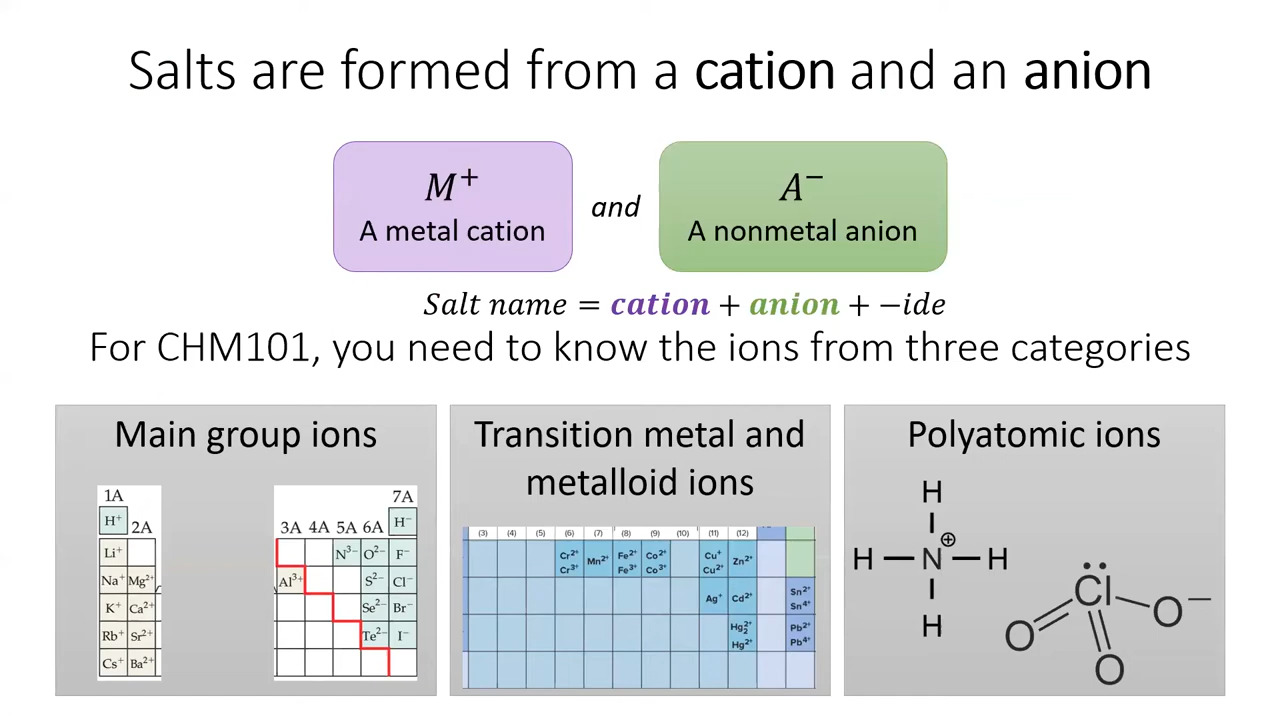 Salts are formed from a cation and an anion
M⁺
A metal cation
and
A⁻
A nonmetal anion
Salt name = cation + anion + −ide
For CHM101, you need to know the ions from three categories
Main group ions
1A 7A
H⁺ 2A 3A 4A 5A 6A H⁻
Li⁺ N³⁻ O²⁻ F⁻
Na⁺ Mg²⁺ Al³⁺ S²⁻ Cl⁻
K⁺ Ca²⁺ Se²⁻ Br⁻
Rb⁺ Sr²⁺ Te²⁻ I⁻
Cs⁺ Ba²⁺
Transition metal and
metalloid ions
(3) (4) (5) (6) (7) (8) (9) (10) (11) (12)
Cr²⁺ Mn²⁺ Fe²⁺ Co²⁺ Cu⁺ Zn²⁺
Cr³⁺ Fe³⁺ Co³⁺ Cu²⁺
Ag⁺ Cd²⁺ Sn²⁺
Sn⁴⁺
Hg₂²⁺ Pb²⁺
Hg²⁺ Pb⁴⁺
Polyatomic ions
H
⊕
H N H
H
Cl
O⁻
O
O